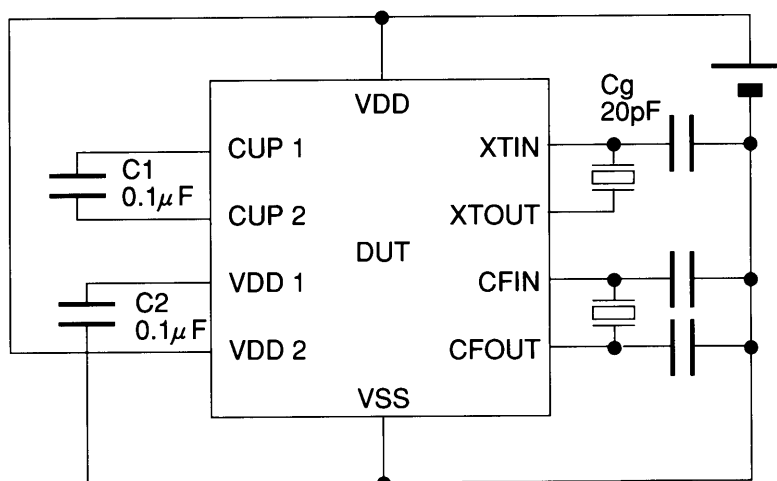 VDD
Cg
20pF
CUP 1
XTIN
C1
0.1μF
CUP 2
XTOUT
DUT
VDD 1
CFIN
C2
0.1μF
VDD 2
CFOUT
VSS